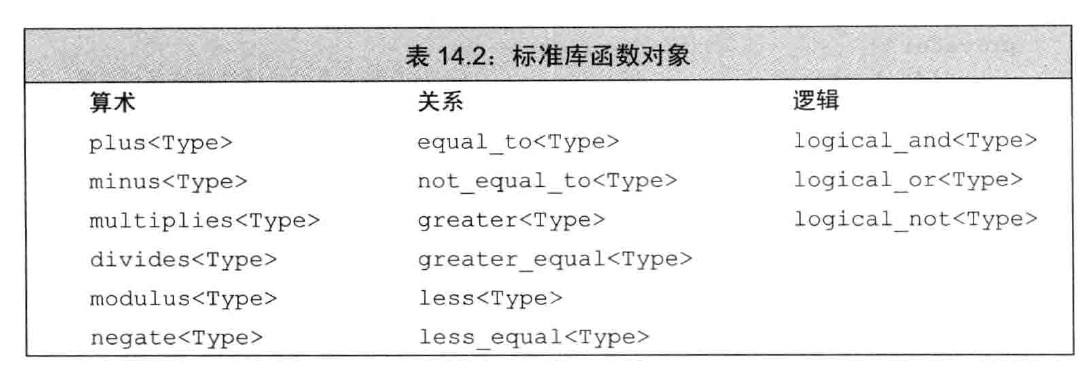 表 14.2：标准库函数对象
算术 关系 逻辑
plus<Type> equal_to<Type> logical_and<Type>
minus<Type> not_equal_to<Type> logical_or<Type>
multiplies<Type> greater<Type> logical_not<Type>
divides<Type> greater_equal<Type>
modulus<Type> less<Type>
negate<Type> less_equal<Type>